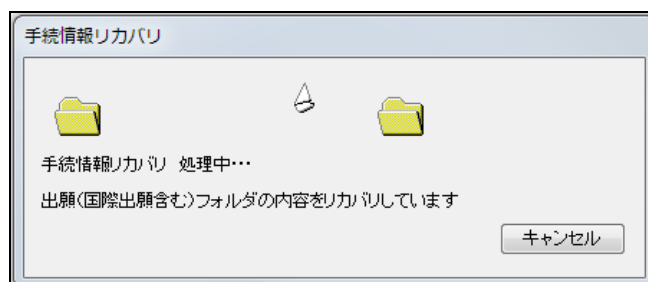 手続情報リカバリ
手続情報リカバリ 処理中・・・
出願(国際出願含む)フォルダの内容をリカバリしています
キャンセル